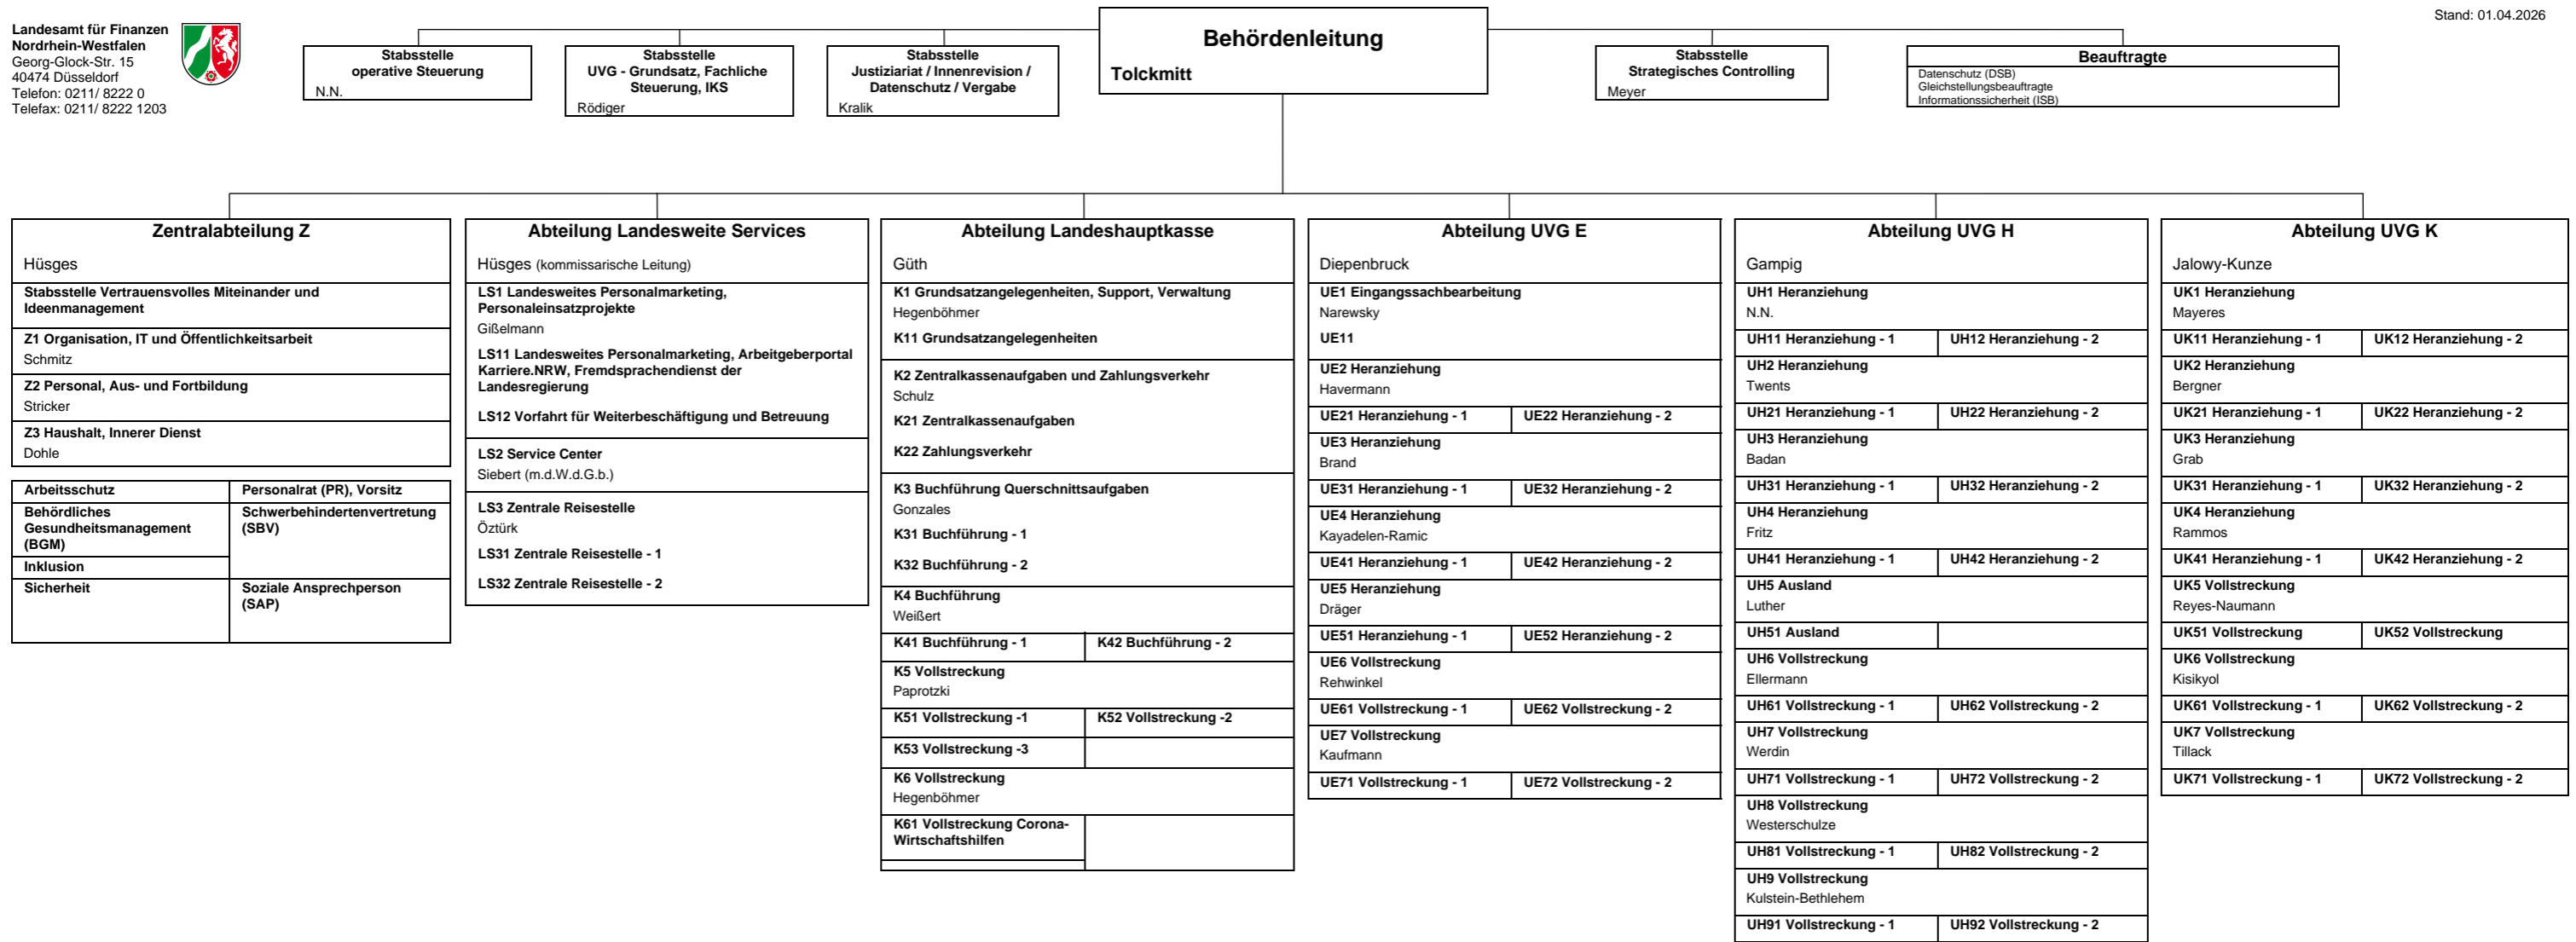 Landesamt für Finanzen
Nordrhein-Westfalen
Georg-Glock-Str. 15
40474 Düsseldorf
Telefon: 0211/ 8222 0
Telefax: 0211/ 8222 1203
Stabsstelle
operative Steuerung
N.N.
Stabsstelle
UVG - Grundsatz, Fachliche
Steuerung, IKS
Rödiger
Stabsstelle
Justiziariat / Innenrevision /
Datenschutz / Vergabe
Kralik
Behördenleitung
Tolckmitt
Stabsstelle
Strategisches Controlling
Meyer
Beauftragte
Datenschutz (DSB)
Gleichstellungsbeauftragte
Informationssicherheit (ISB)
Stand: 01.04.2026
Zentralabteilung Z
Hüsges
Stabsstelle Vertrauensvolles Miteinander und
Ideenmanagement
Z1 Organisation, IT und Öffentlichkeitsarbeit
Schmitz
Z2 Personal, Aus- und Fortbildung
Stricker
Z3 Haushalt, Innerer Dienst
Dohle
Arbeitsschutz
Personalrat (PR), Vorsitz
Behördliches
Gesundheitsmanagement
(BGM)
Schwerbehindertenvertretung
(SBV)
Inklusion
Sicherheit
Soziale Ansprechperson
(SAP)
Abteilung Landesweite Services
Hüsges (kommissarische Leitung)
LS1 Landesweites Personalmarketing,
Personaleinsatzprojekte
Gißelmann
LS11 Landesweites Personalmarketing, Arbeitgeberportal
Karriere.NRW, Fremdsprachendienst der
Landesregierung
LS12 Vorfahrt für Weiterbeschäftigung und Betreuung
LS2 Service Center
Siebert (m.d.W.d.G.b.)
LS3 Zentrale Reisestelle
Öztürk
LS31 Zentrale Reisestelle - 1
LS32 Zentrale Reisestelle - 2
Abteilung Landeshauptkasse
Güth
K1 Grundsatzangelegenheiten, Support, Verwaltung
Hegenböhmer
K11 Grundsatzangelegenheiten
K2 Zentralkassenaufgaben und Zahlungsverkehr
Schulz
K21 Zentralkassenaufgaben
K22 Zahlungsverkehr
K3 Buchführung Querschnittsaufgaben
Gonzales
K31 Buchführung - 1
K32 Buchführung - 2
K4 Buchführung
Weißert
K41 Buchführung - 1
K42 Buchführung - 2
K5 Vollstreckung
Paprotzki
K51 Vollstreckung -1
K52 Vollstreckung -2
K53 Vollstreckung -3
K6 Vollstreckung
Hegenböhmer
K61 Vollstreckung Corona-
Wirtschaftshilfen
Abteilung UVG E
Diepenbruck
UE1 Eingangssachbearbeitung
Narewsky
UE11
UE2 Heranziehung
Havermann
UE21 Heranziehung - 1
UE22 Heranziehung - 2
UE3 Heranziehung
Brand
UE31 Heranziehung - 1
UE32 Heranziehung - 2
UE4 Heranziehung
Kayadelen-Ramic
UE41 Heranziehung - 1
UE42 Heranziehung - 2
UE5 Heranziehung
Dräger
UE51 Heranziehung - 1
UE52 Heranziehung - 2
UE6 Vollstreckung
Rehwinkel
UE61 Vollstreckung - 1
UE62 Vollstreckung - 2
UE7 Vollstreckung
Kaufmann
UE71 Vollstreckung - 1
UE72 Vollstreckung - 2
Abteilung UVG H
Gampig
UH1 Heranziehung
N.N.
UH11 Heranziehung - 1
UH12 Heranziehung - 2
UH2 Heranziehung
Twents
UH21 Heranziehung - 1
UH22 Heranziehung - 2
UH3 Heranziehung
Badan
UH31 Heranziehung - 1
UH32 Heranziehung - 2
UH4 Heranziehung
Fritz
UH41 Heranziehung - 1
UH42 Heranziehung - 2
UH5 Ausland
Luther
UH51 Ausland
UH6 Vollstreckung
Ellermann
UH61 Vollstreckung - 1
UH62 Vollstreckung - 2
UH7 Vollstreckung
Werdin
UH71 Vollstreckung - 1
UH72 Vollstreckung - 2
UH8 Vollstreckung
Westerschulze
UH81 Vollstreckung - 1
UH82 Vollstreckung - 2
UH9 Vollstreckung
Kulstein-Bethlehem
UH91 Vollstreckung - 1
UH92 Vollstreckung - 2
Abteilung UVG K
Jalowy-Kunze
UK1 Heranziehung
Mayeres
UK11 Heranziehung - 1
UK12 Heranziehung - 2
UK2 Heranziehung
Bergner
UK21 Heranziehung - 1
UK22 Heranziehung - 2
UK3 Heranziehung
Grab
UK31 Heranziehung - 1
UK32 Heranziehung - 2
UK4 Heranziehung
Rammos
UK41 Heranziehung - 1
UK42 Heranziehung - 2
UK5 Vollstreckung
Reyes-Naumann
UK51 Vollstreckung
UK52 Vollstreckung
UK6 Vollstreckung
Kisikyol
UK61 Vollstreckung - 1
UK62 Vollstreckung - 2
UK7 Vollstreckung
Tillack
UK71 Vollstreckung - 1
UK72 Vollstreckung - 2